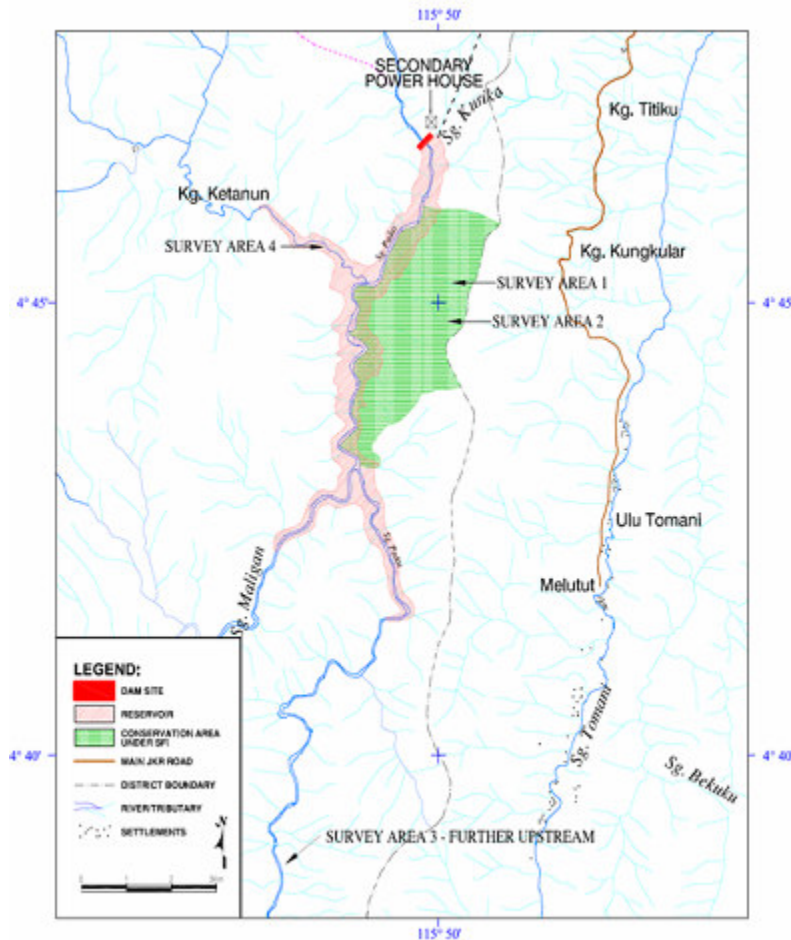 115° 50'
SECONDARY
POWER HOUSE
Sg. Kurika
Kg. Titiku
Kg. Ketanun
SURVEY AREA 4
Kg. Kungkular
SURVEY AREA 1
4° 45'
4° 45'
SURVEY AREA 2
Ulu Tomani
Melutut
Sg. Maligan
Sg. Tomani
Sg. Bekuku
4° 40'
4° 40'
LEGEND:
DAM SITE
RESERVOIR
CONSERVATION AREA
UNDER SFI
MAIN JKR ROAD
DISTRICT BOUNDARY
RIVER/TRIBUTARY
SETTLEMENTS
N
SURVEY AREA 3 - FURTHER UPSTREAM
115° 50'